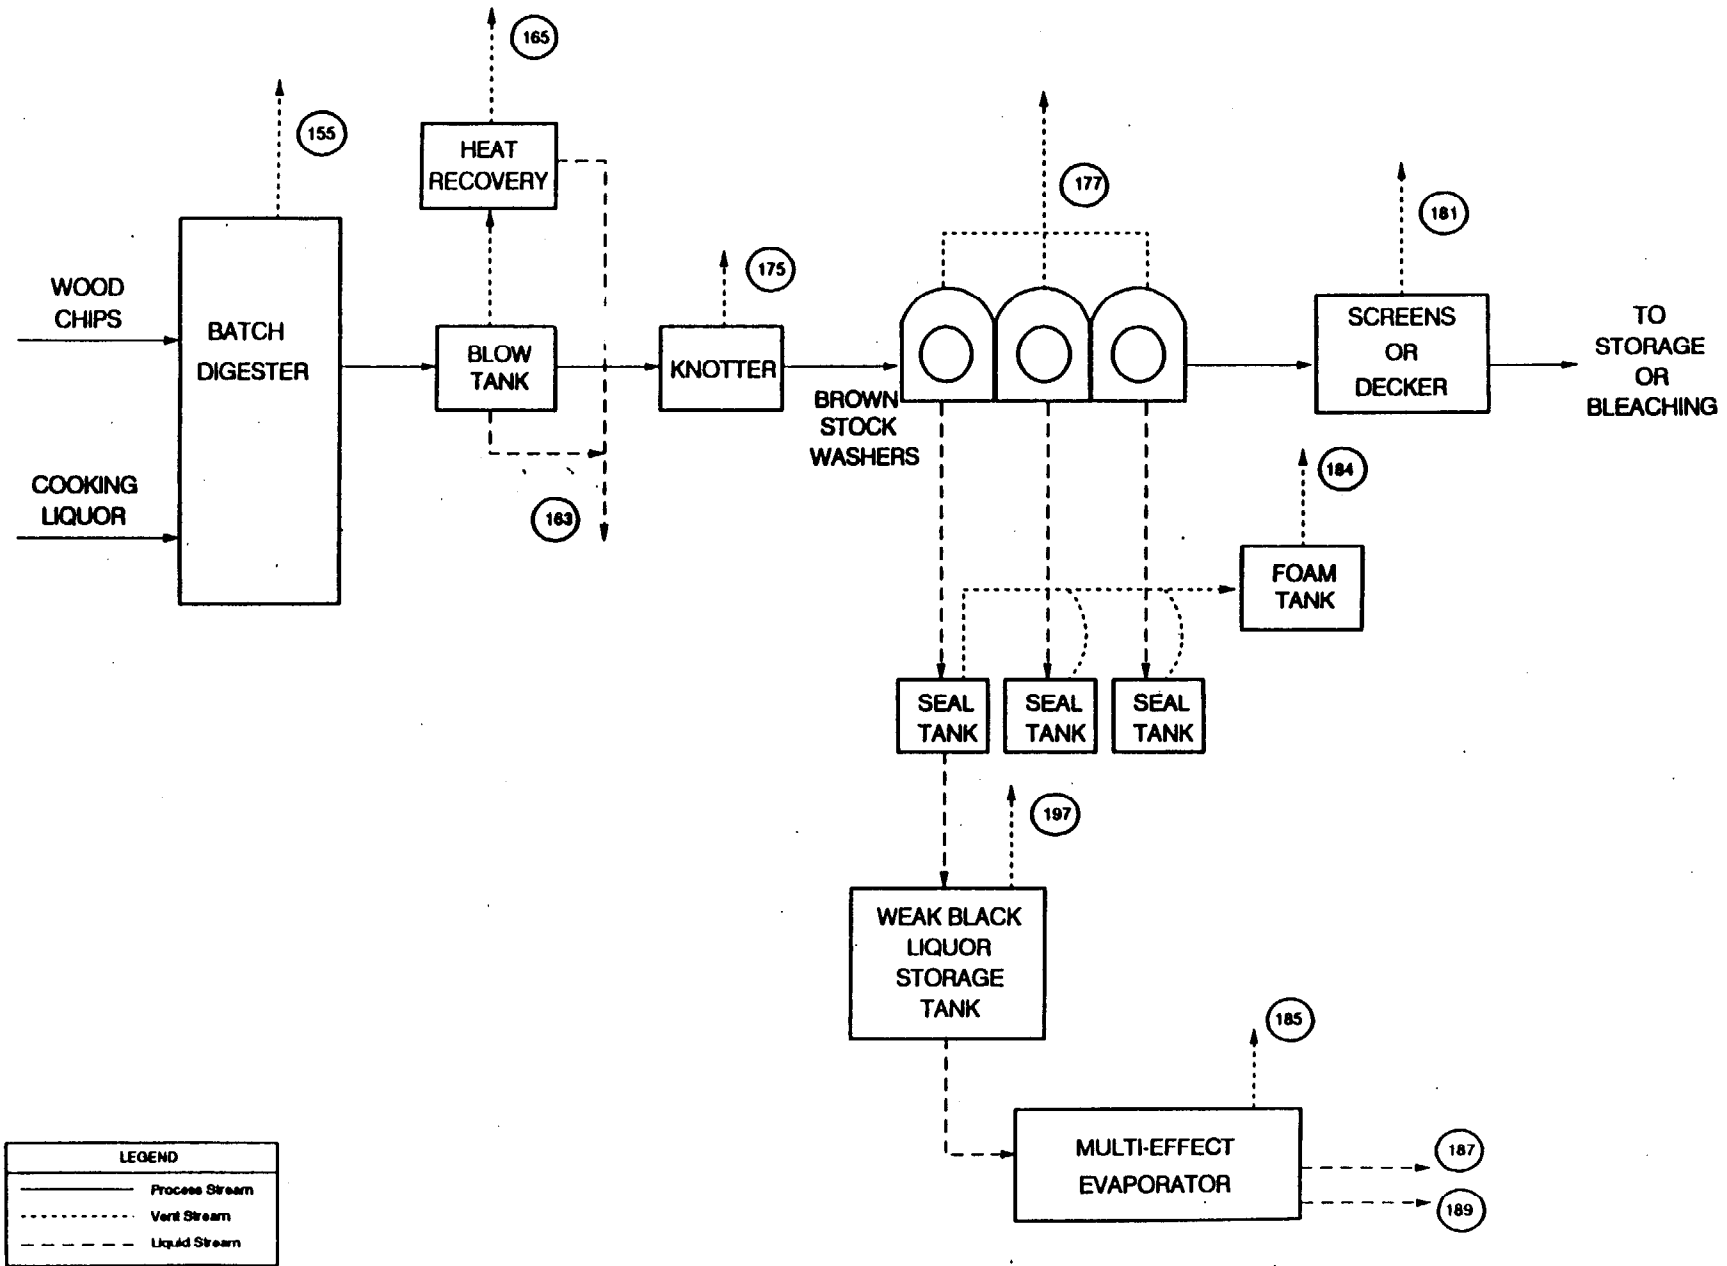 165
155
HEAT
RECOVERY
177
181
175
WOOD
CHIPS
BATCH
DIGESTER
BLOW
TANK
KNOTTER
BROWN
STOCK
WASHERS
SCREENS
OR
DECKER
TO
STORAGE
OR
BLEACHING
COOKING
LIQUOR
163
184
FOAM
TANK
SEAL
TANK
SEAL
TANK
SEAL
TANK
197
WEAK BLACK
LIQUOR
STORAGE
TANK
185
MULTI-EFFECT
EVAPORATOR
187
189
LEGEND
Process Stream
Vent Stream
Liquid Stream